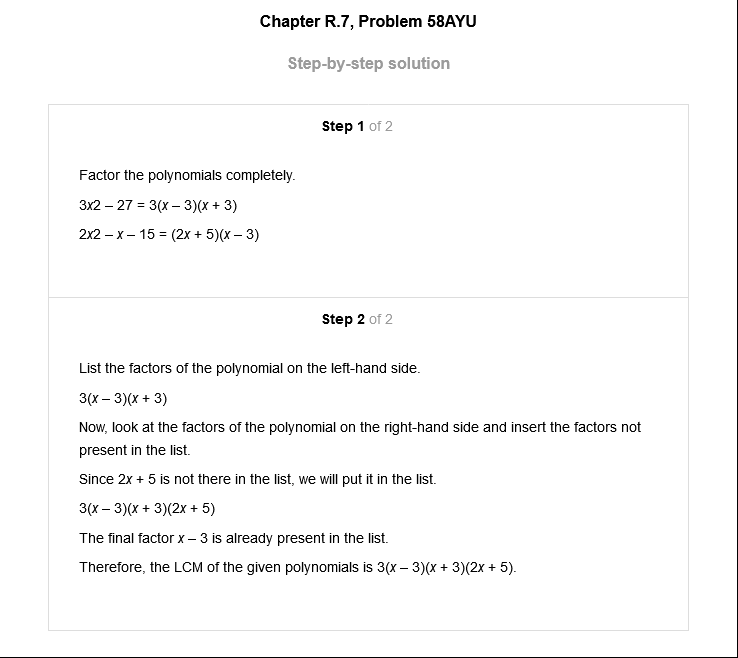 Chapter R.7, Problem 58AYU
Step-by-step solution
Step 1 of 2
Factor the polynomials completely.
3x2 – 27 = 3(x – 3)(x + 3)
2x2 – x – 15 = (2x + 5)(x – 3)
Step 2 of 2
List the factors of the polynomial on the left-hand side.
3(x – 3)(x + 3)
Now, look at the factors of the polynomial on the right-hand side and insert the factors not
present in the list.
Since 2x + 5 is not there in the list, we will put it in the list.
3(x – 3)(x + 3)(2x + 5)
The final factor x – 3 is already present in the list.
Therefore, the LCM of the given polynomials is 3(x – 3)(x + 3)(2x + 5).